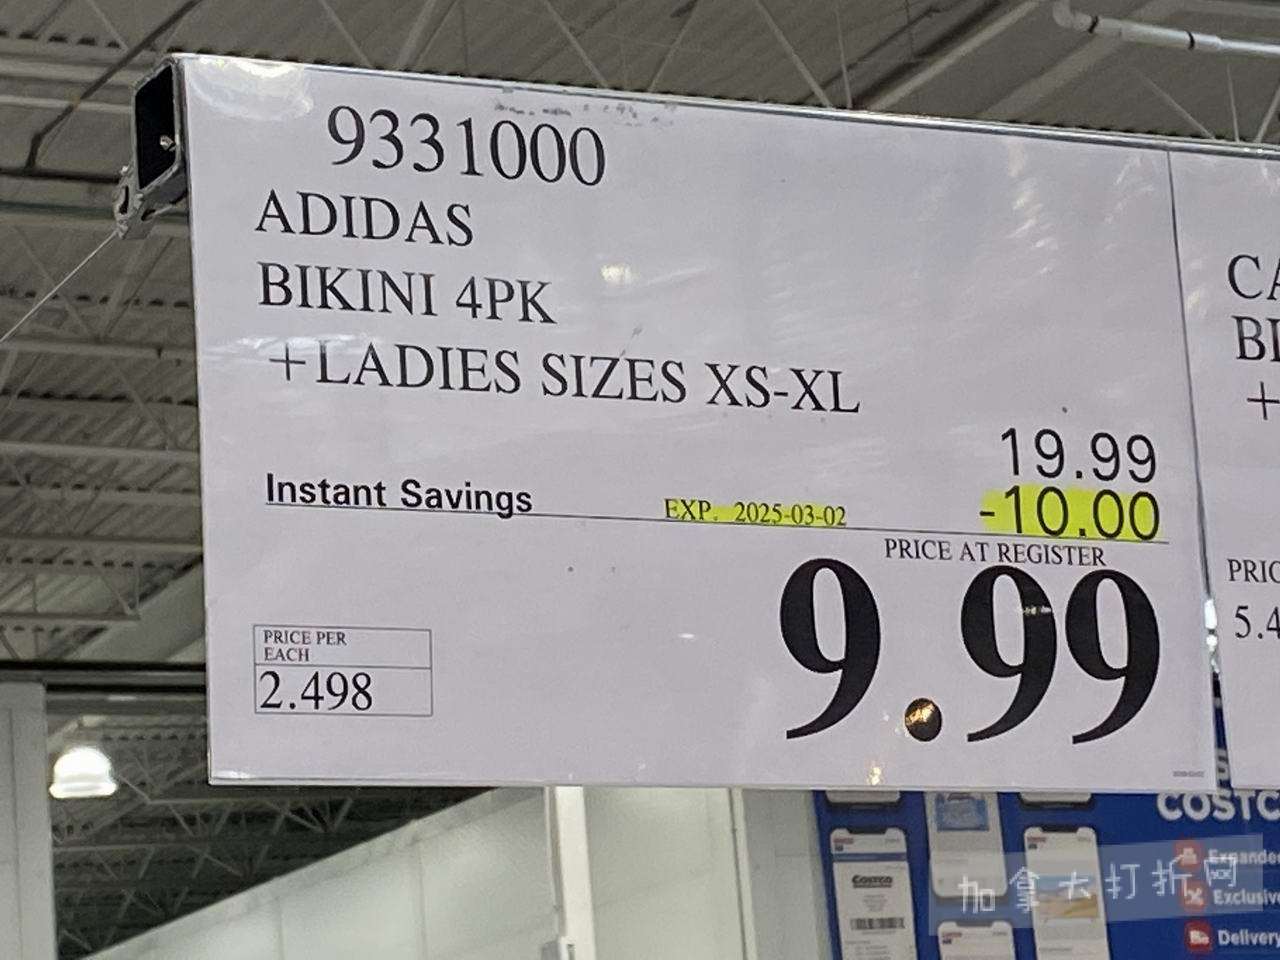 9331000
ADIDAS
BIKINI 4PK
+LADIES SIZES XS-XL
19.99
Instant Savings EXP. 2025-03-02 -10.00
PRICE AT REGISTER
9.99
PRICE PER
EACH
2.498
CA
BI
+
PRIC
5.4
COSTC
Expande
Exclusiv
Delivery
Costco
加拿大打折网